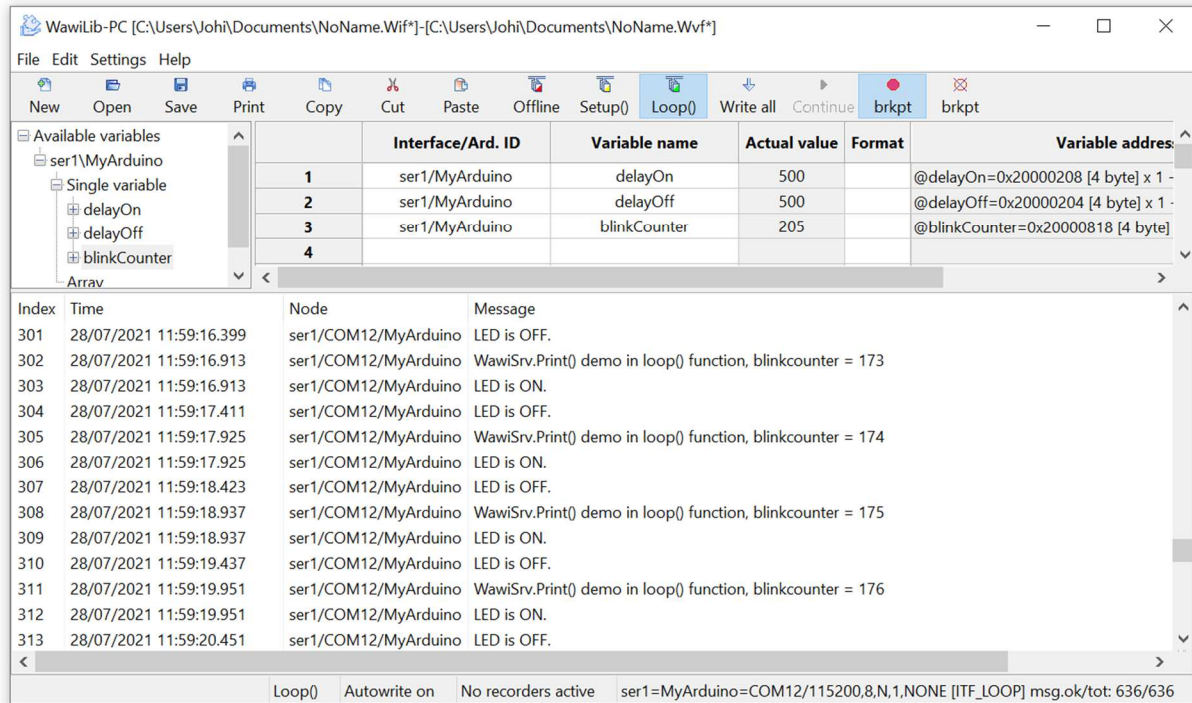 WawiLib-PC [C:\Users\Johi\Documents\NoName.Wif*]-[C:\Users\Johi\Documents\NoName.Wvf*]
File Edit Settings Help
New Open Save Print Copy Cut Paste Offline Setup() Loop() Write all Continue brkpt brkpt
Available variables
ser1\MyArduino
Single variable
delayOn
delayOff
blinkCounter
Array
Interface/Ard. ID Variable name Actual value Format Variable address
1 ser1/MyArduino delayOn 500 @delayOn=0x20000208 [4 byte] x 1 -
2 ser1/MyArduino delayOff 500 @delayOff=0x20000204 [4 byte] x 1 -
3 ser1/MyArduino blinkCounter 205 @blinkCounter=0x20000818 [4 byte]
4
Index Time Node Message
301 28/07/2021 11:59:16.399 ser1/COM12/MyArduino LED is OFF.
302 28/07/2021 11:59:16.913 ser1/COM12/MyArduino WawiSrv.Print() demo in loop() function, blinkcounter = 173
303 28/07/2021 11:59:16.913 ser1/COM12/MyArduino LED is ON.
304 28/07/2021 11:59:17.411 ser1/COM12/MyArduino LED is OFF.
305 28/07/2021 11:59:17.925 ser1/COM12/MyArduino WawiSrv.Print() demo in loop() function, blinkcounter = 174
306 28/07/2021 11:59:17.925 ser1/COM12/MyArduino LED is ON.
307 28/07/2021 11:59:18.423 ser1/COM12/MyArduino LED is OFF.
308 28/07/2021 11:59:18.937 ser1/COM12/MyArduino WawiSrv.Print() demo in loop() function, blinkcounter = 175
309 28/07/2021 11:59:18.937 ser1/COM12/MyArduino LED is ON.
310 28/07/2021 11:59:19.437 ser1/COM12/MyArduino LED is OFF.
311 28/07/2021 11:59:19.951 ser1/COM12/MyArduino WawiSrv.Print() demo in loop() function, blinkcounter = 176
312 28/07/2021 11:59:19.951 ser1/COM12/MyArduino LED is ON.
313 28/07/2021 11:59:20.451 ser1/COM12/MyArduino LED is OFF.
Loop() Autowrite on No recorders active ser1=MyArduino=COM12/115200,8,N,1,NONE [ITF_LOOP] msg.ok/tot: 636/636